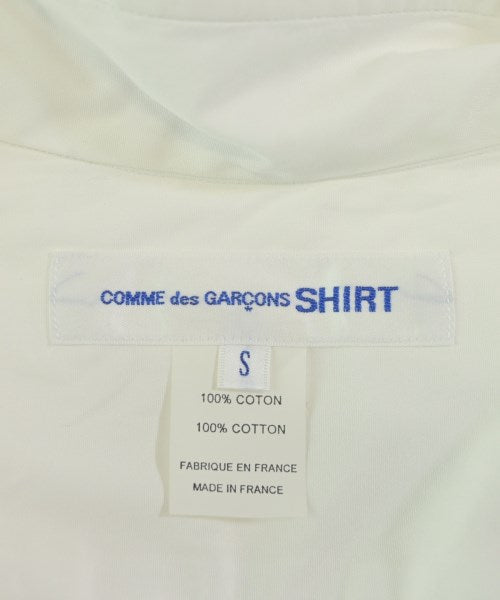 COMME des GARÇONS SHIRT
S
100% COTON
100% COTTON
FABRIQUE EN FRANCE
MADE IN FRANCE